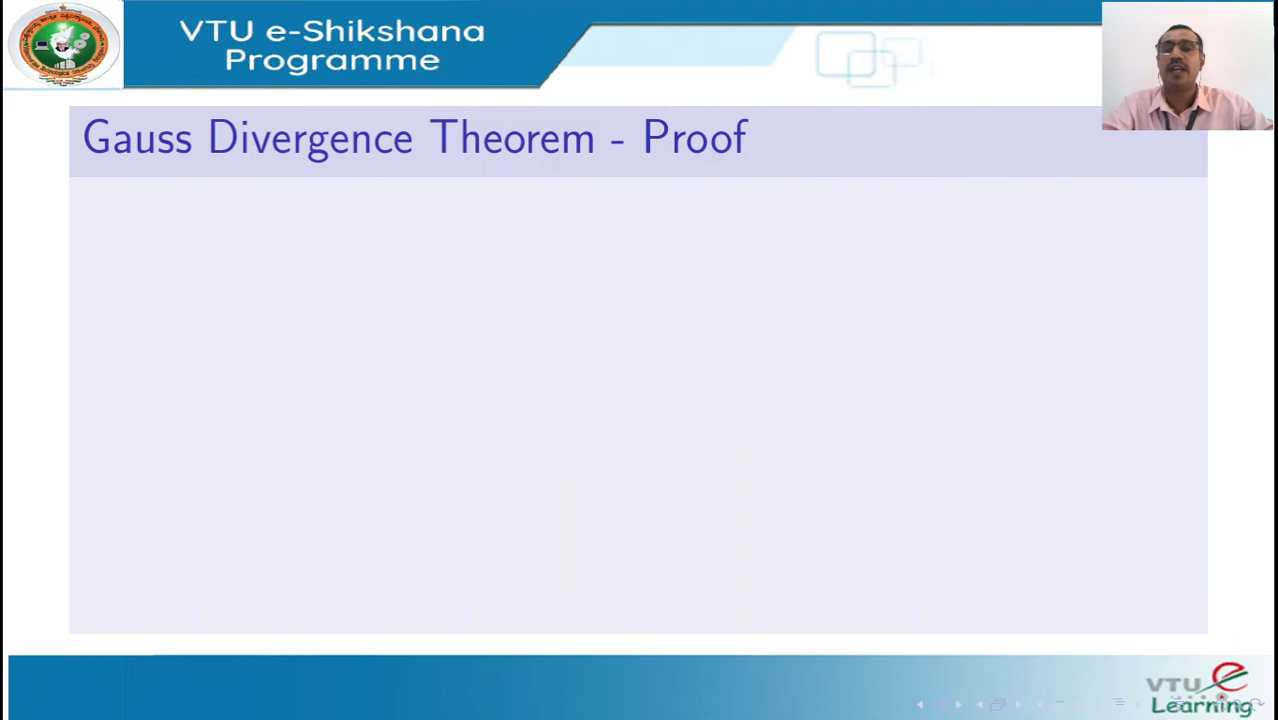 VTU e-Shikshana
Programme
Gauss Divergence Theorem - Proof
VTU e
Learning